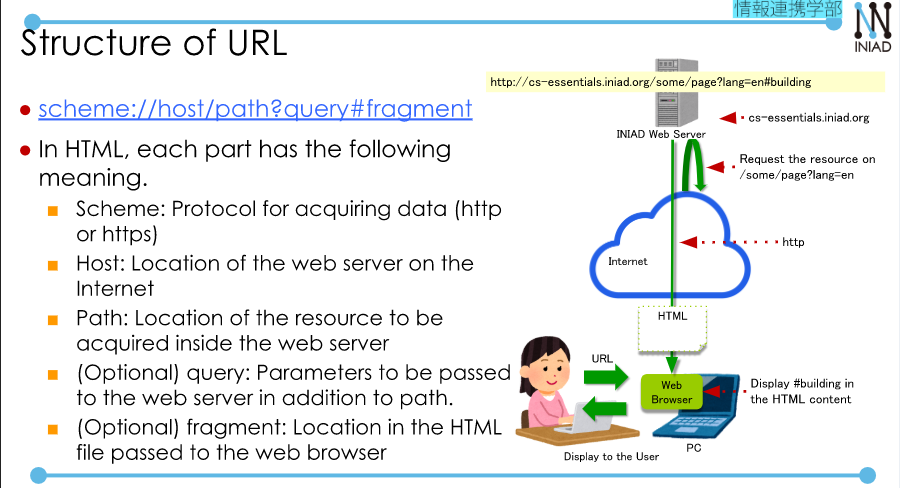 情報連携学部
INIAD
Structure of URL
scheme://host/path?query#fragment
In HTML, each part has the following
meaning.
Scheme: Protocol for acquiring data (http
or https)
Host: Location of the web server on the
Internet
Path: Location of the resource to be
acquired inside the web server
(Optional) query: Parameters to be passed
to the web server in addition to path.
(Optional) fragment: Location in the HTML
file passed to the web browser
http://cs-essentials.iniad.org/some/page?lang=en#building
INIAD Web Server
cs-essentials.iniad.org
Request the resource on
/some/page?lang=en
http
Internet
HTML
URL
Web
Browser
Display #building in
the HTML content
PC
Display to the User